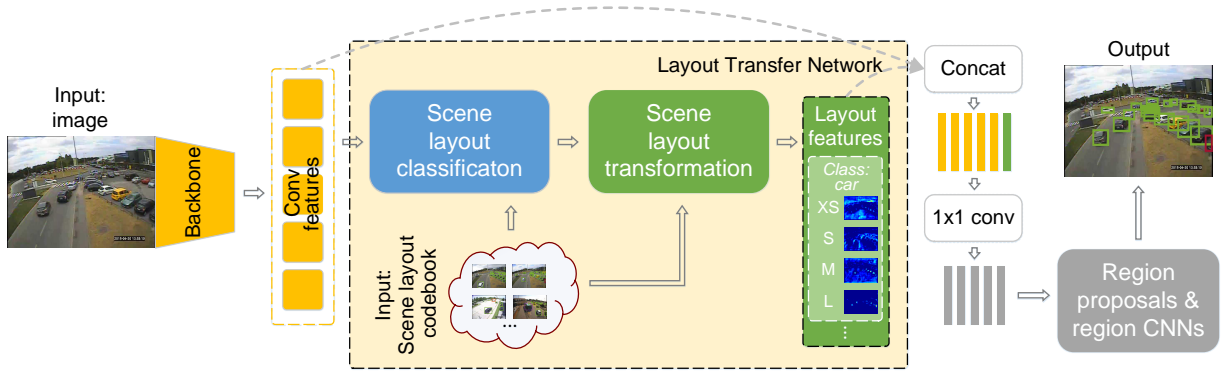 Input:
image
Backbone
Conv
features
Layout Transfer Network
Scene
layout
classificaton
Scene
layout
transformation
Input:
Scene layout
codebook
...
Layout
features
Class:
car
XS
S
M
L
...
Concat
1x1 conv
Region
proposals &
region CNNs
Output